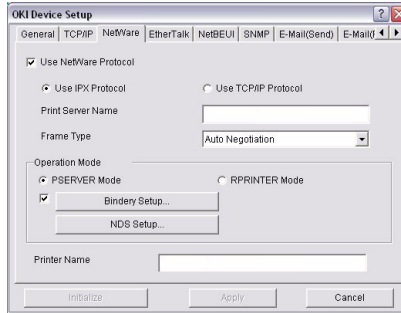 OKI Device Setup
General TCP/IP NetWare EtherTalk NetBEUI SNMP E-Mail(Send)
Use NetWare Protocol
Use IPX Protocol Use TCP/IP Protocol
Print Server Name
Frame Type Auto Negotiation
Operation Mode
PSERVER Mode RPRINTER Mode
Bindery Setup...
NDS Setup...
Printer Name
Initialize Apply Cancel